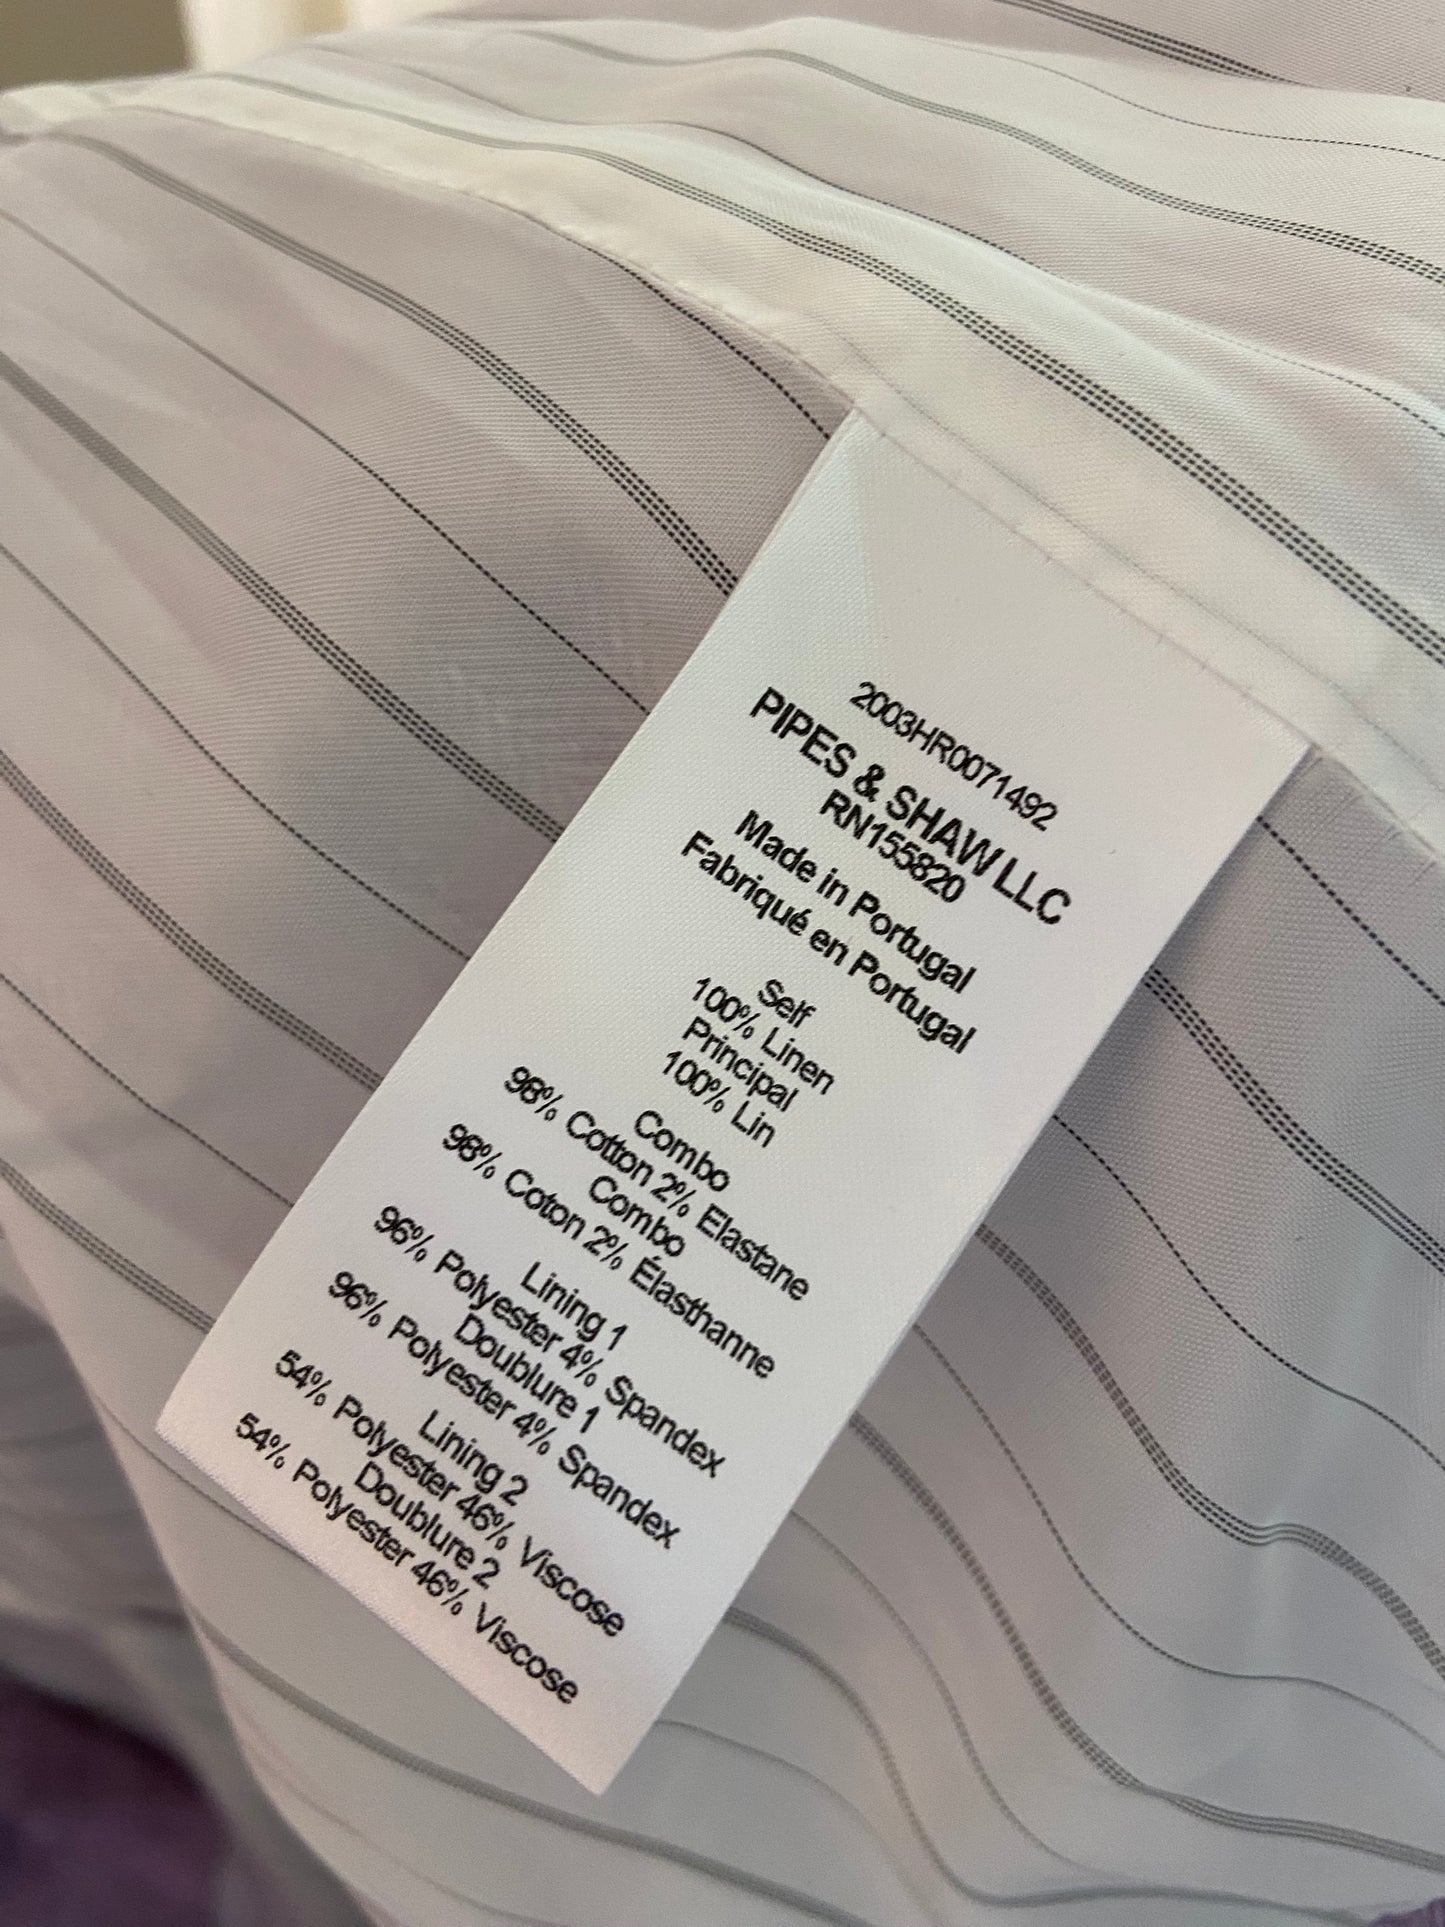 2003HR0071492
PIPES & SHAW LLC
RN155820
Made in Portugal
Fabriqué en Portugal
Self
100% Linen
Principal
100% Lin
Combo
98% Cotton 2% Elastane
Combo
98% Coton 2% Élasthanne
Lining 1
96% Polyester 4% Spandex
Doublure 1
96% Polyester 4% Spandex
Lining 2
54% Polyester 46% Viscose
Doublure 2
54% Polyester 46% Viscose